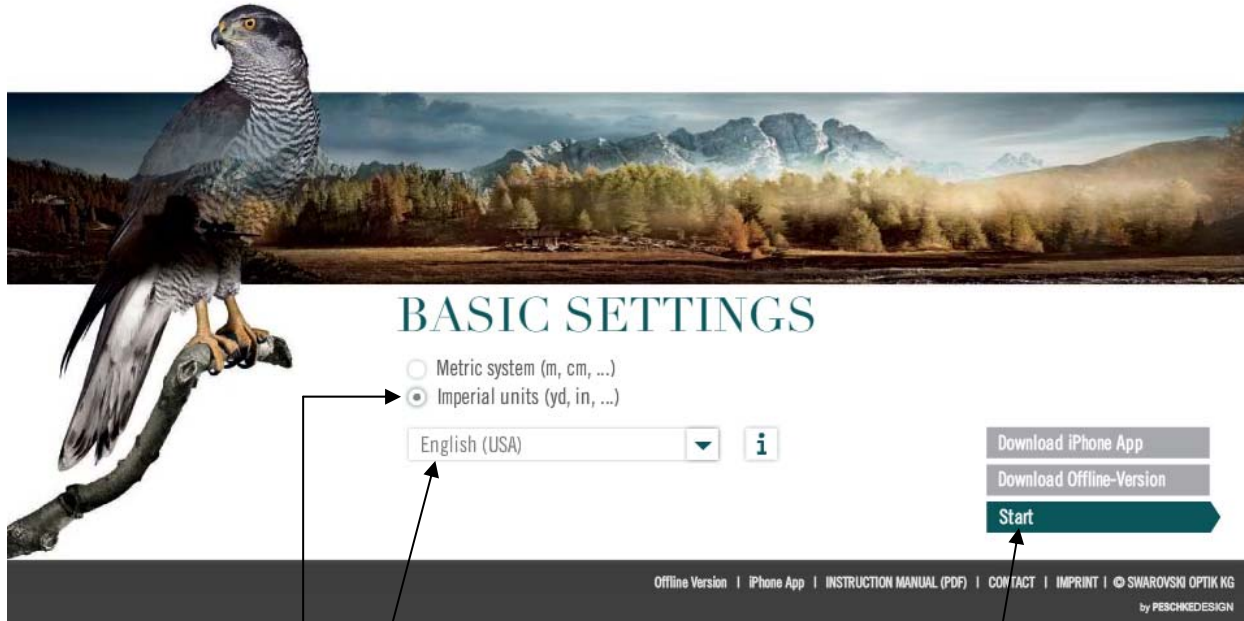 BASIC SETTINGS
Metric system (m, cm, ...)
Imperial units (yd, in, ...)
English (USA)
i
Download iPhone App
Download Offline-Version
Start
Offline Version | iPhone App | INSTRUCTION MANUAL (PDF) | CONTACT | IMPRINT | © SWAROVSKI OPTIK KG
by PESCHKEDESIGN